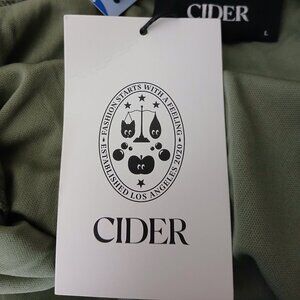 CIDER
L
FASHION STARTS WITH A FEELING
ESTABLISHED LOS ANGELES 2020
CIDER